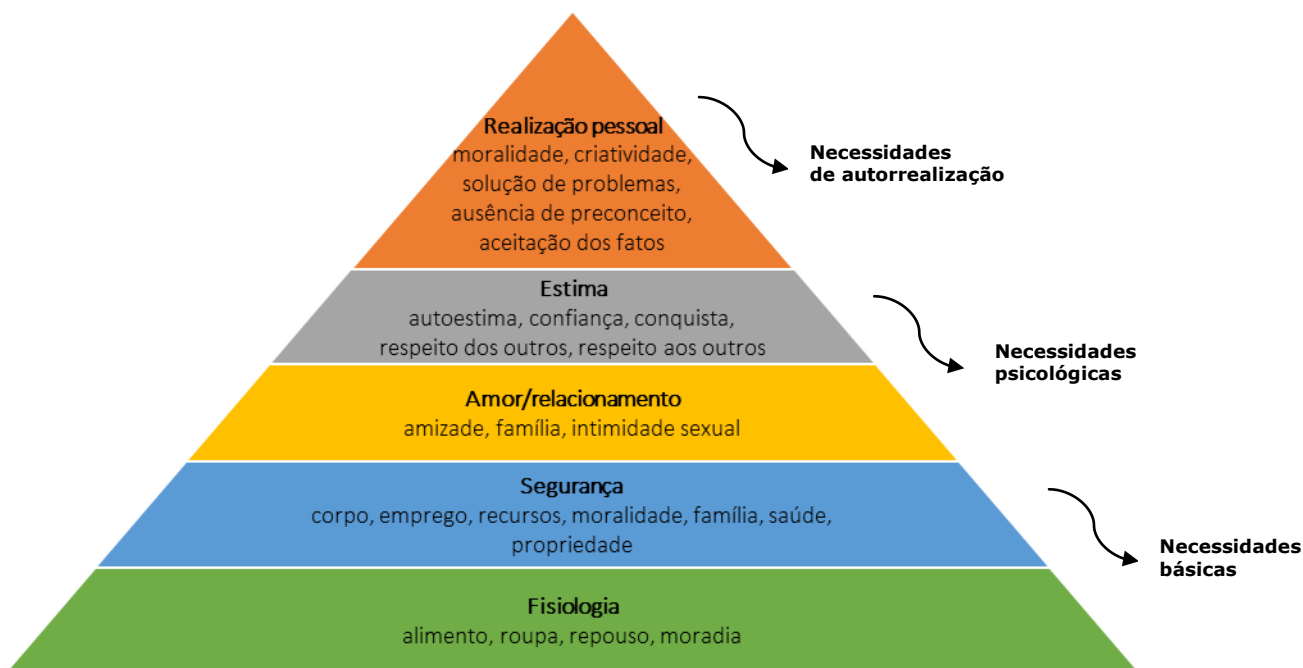 Realização pessoal
moralidade, criatividade,
solução de problemas,
ausência de preconceito,
aceitação dos fatos
Necessidades
de autorrealização
Estima
autoestima, confiança, conquista,
respeito dos outros, respeito aos outros
Necessidades
psicológicas
Amor/relacionamento
amizade, família, intimidade sexual
Segurança
corpo, emprego, recursos, moralidade, família, saúde,
propriedade
Necessidades
básicas
Fisiologia
alimento, roupa, repouso, moradia